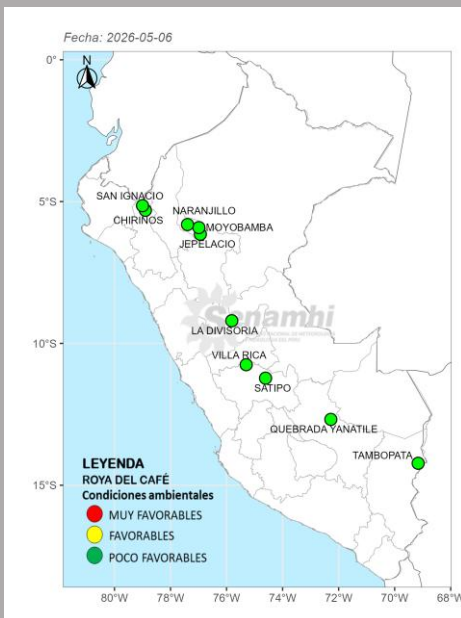 Fecha: 2026-05-06
N
0°
5°S
10°S
15°S
SAN IGNACIO
CHIRINOS
NARANJILLO
MOYOBAMBA
JEPELACIO
Senamhi
LA DIVISORIA
VILLA RICA
SATIPO
QUEBRADA YANATILE
TAMBOPATA
LEYENDA
ROYA DEL CAFÉ
Condiciones ambientales
MUY FAVORABLES
FAVORABLES
POCO FAVORABLES
80°W 78°W 76°W 74°W 72°W 70°W 68°W